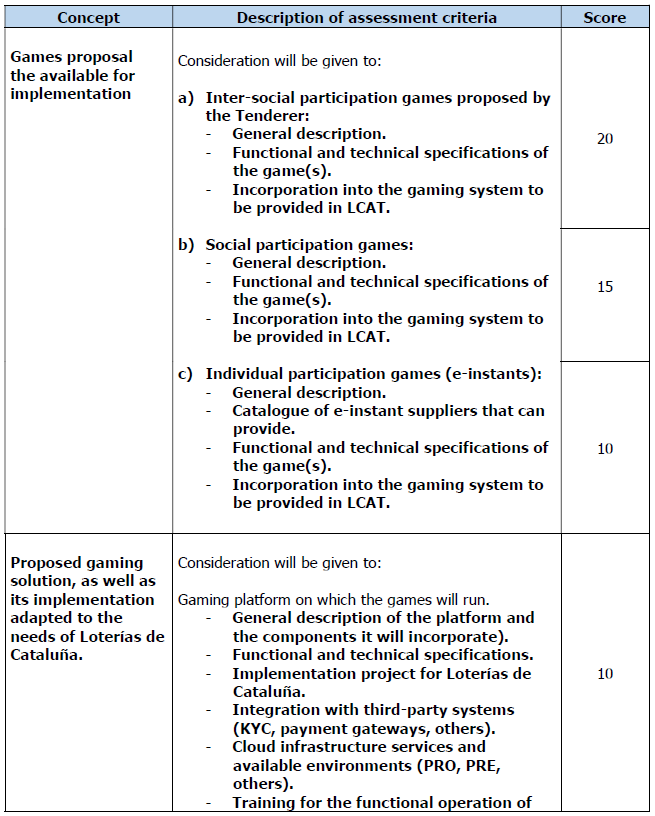 Concept
Description of assessment criteria
Score
Games proposal
the available for
implementation
Consideration will be given to:
a) Inter-social participation games proposed by
the Tenderer:
- General description.
- Functional and technical specifications of
the game(s).
- Incorporation into the gaming system to
be provided in LCAT.
20
b) Social participation games:
- General description.
- Functional and technical specifications of
the game(s).
- Incorporation into the gaming system to
be provided in LCAT.
15
c) Individual participation games (e-instants):
- General description.
- Catalogue of e-instant suppliers that can
provide.
- Functional and technical specifications of
the game(s).
- Incorporation into the gaming system to
be provided in LCAT.
10
Proposed gaming
solution, as well as
its implementation
adapted to the
needs of Loterías de
Cataluña.
Consideration will be given to:
Gaming platform on which the games will run.
- General description of the platform and
the components it will incorporate).
- Functional and technical specifications.
- Implementation project for Loterías de
Cataluña.
- Integration with third-party systems
(KYC, payment gateways, others).
- Cloud infrastructure services and
available environments (PRO, PRE,
others).
- Training for the functional operation of
10